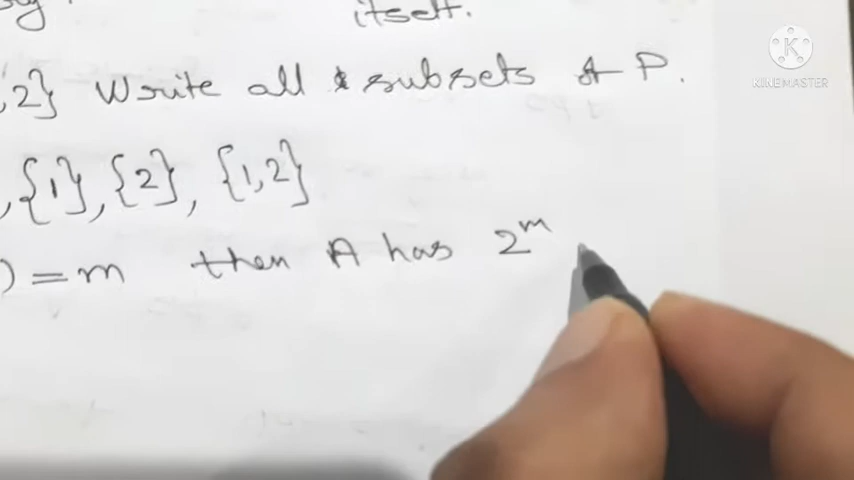 itself.
,2} Write all subsets of P.
,{1}, {2}, {1,2}
) = m then A has 2^m
K
KINEMASTER